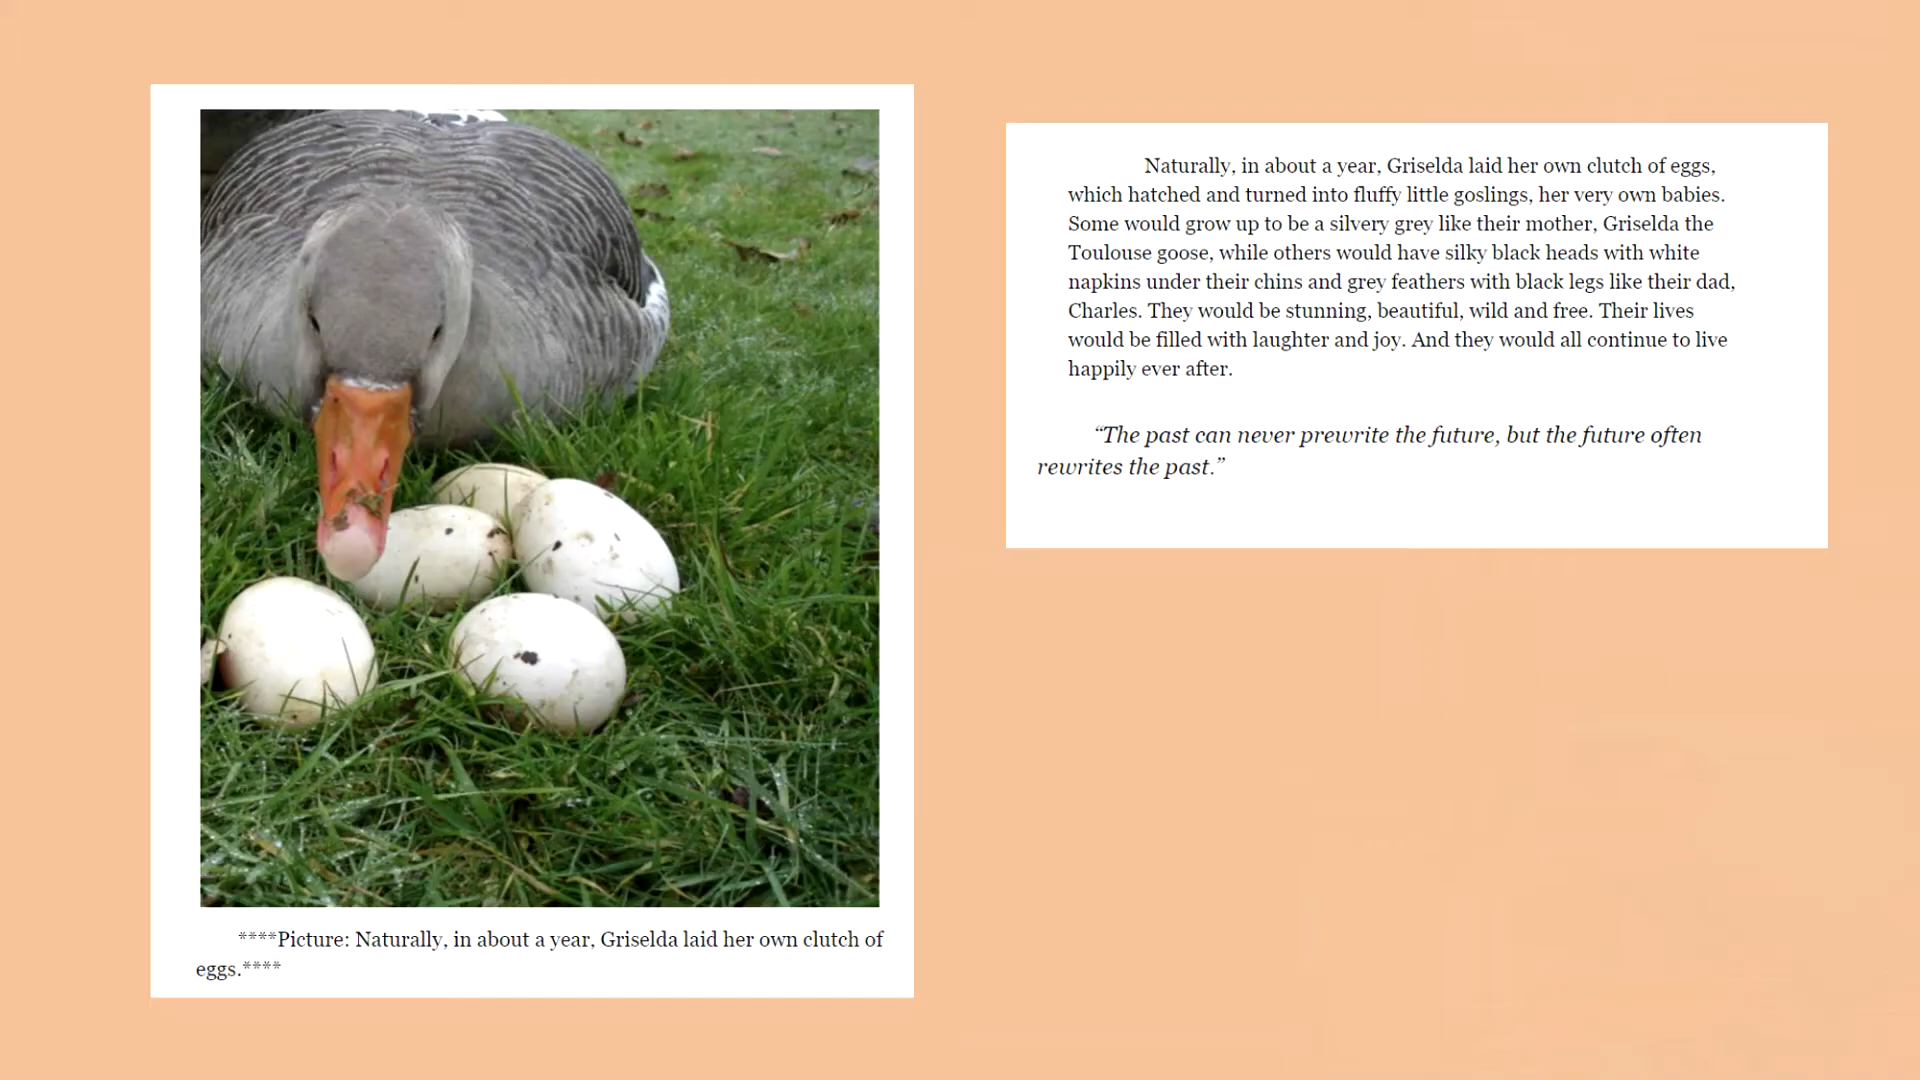 ****Picture: Naturally, in about a year, Griselda laid her own clutch of
eggs.****
Naturally, in about a year, Griselda laid her own clutch of eggs,
which hatched and turned into fluffy little goslings, her very own babies.
Some would grow up to be a silvery grey like their mother, Griselda the
Toulouse goose, while others would have silky black heads with white
napkins under their chins and grey feathers with black legs like their dad,
Charles. They would be stunning, beautiful, wild and free. Their lives
would be filled with laughter and joy. And they would all continue to live
happily ever after.
“The past can never prewrite the future, but the future often
rewrites the past.”